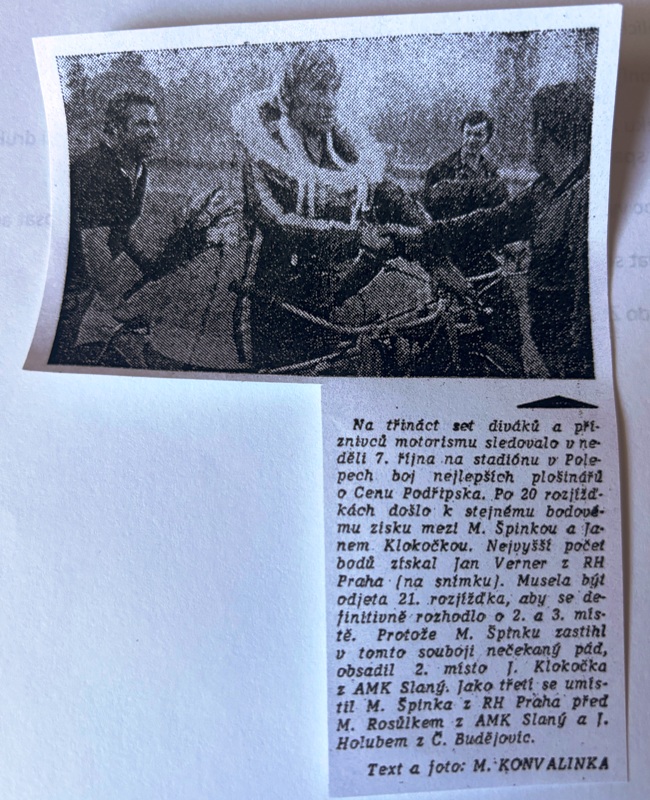 Na třináct set diváků a pří-
znivců motorismu sledovalo v ne-
děli 7. října na stadiónu v Pole-
pech boj nejlepších plošinářů
o Cenu Podřipska. Po 20 rozjížď-
kách došlo k stejnému bodové-
mu zisku mezi M. Špinkou a Ja-
nem Klokočkou. Nejvyšší počet
bodů získal Jan Verner z RH
Praha (na snímku). Musela být
odjeta 21. rozjížďka, aby se de-
finitivně rozhodlo o 2. a 3. mís-
tě. Protože M. Špinku zastihl
v tomto souboji nečekaný pád,
obsadil 2. místo J. Klokočka
z AMK Slaný. Jako třetí se umís-
til M. Špinka z RH Praha před
M. Rosůlkem z AMK Slaný a J.
Holubem z Č. Budějovic.
Text a foto: M. KONVALINKA